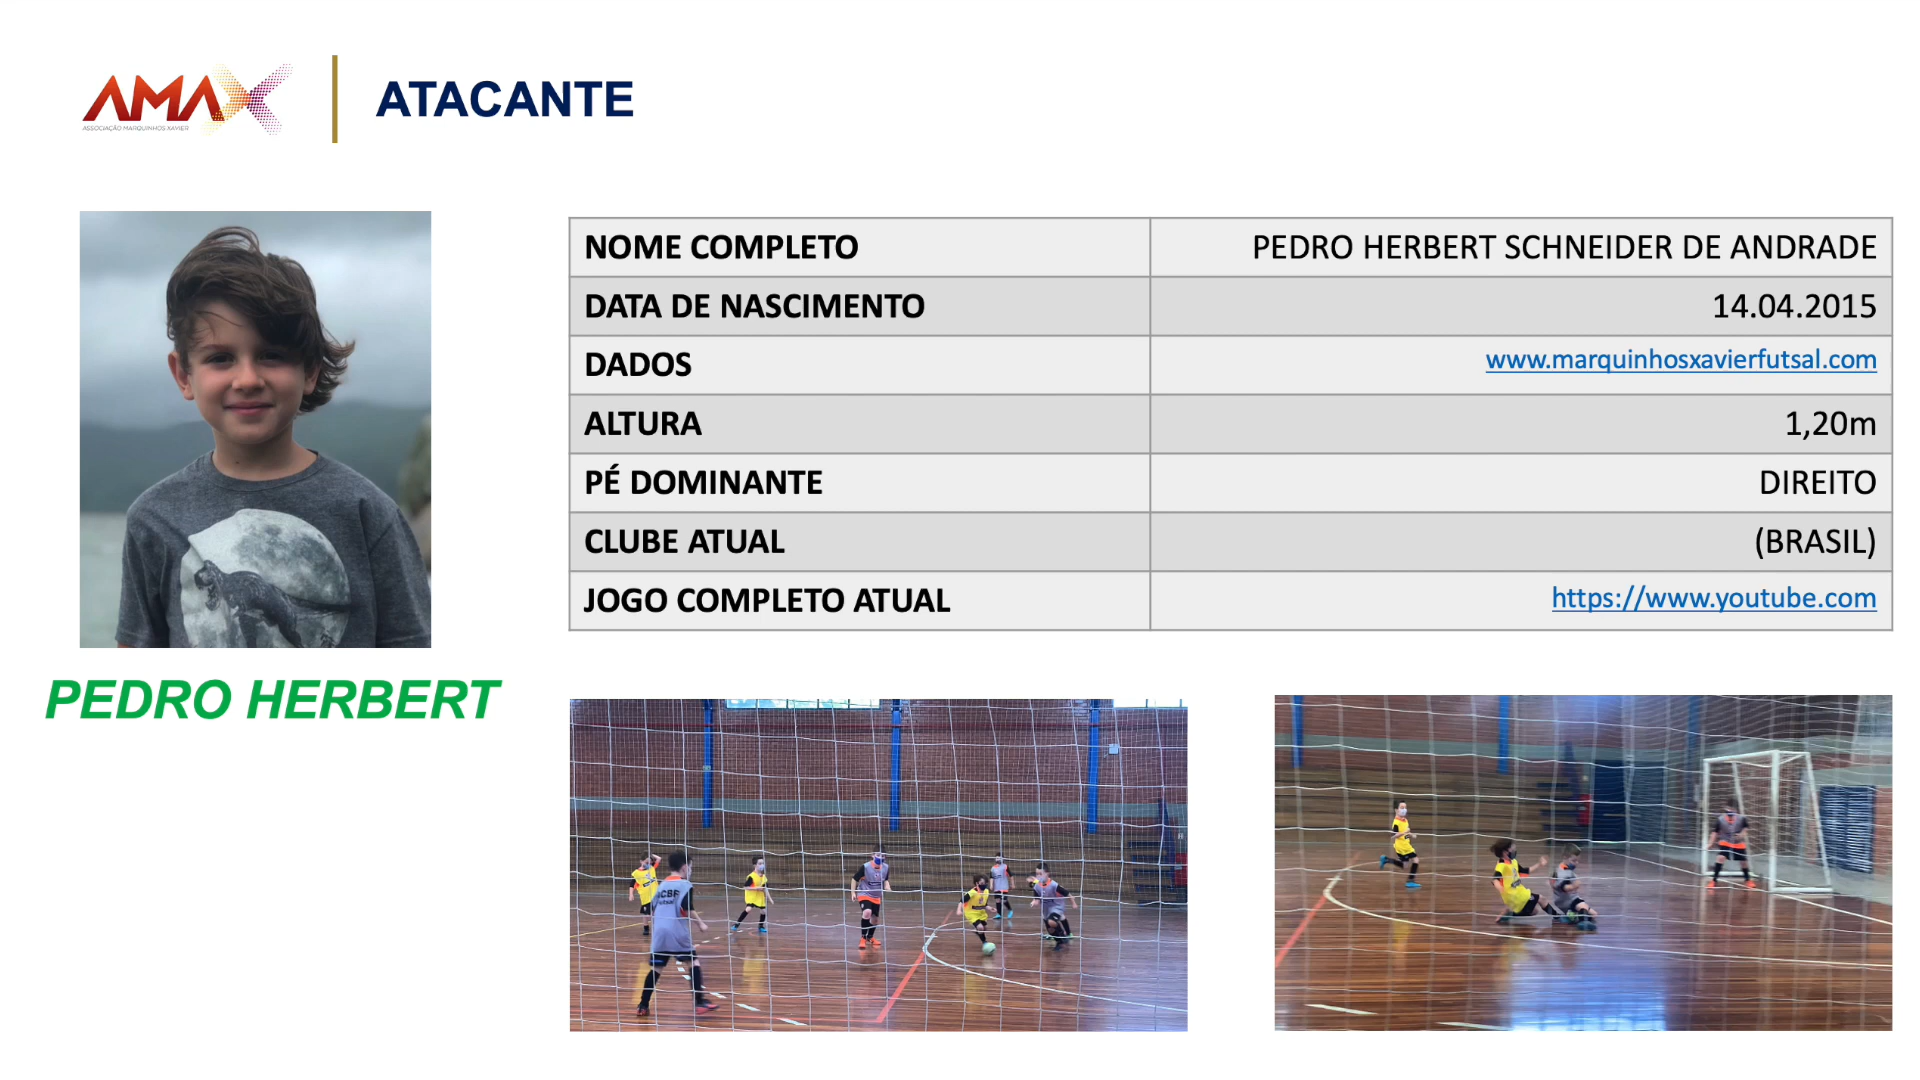 AMAX
ASSOCIAÇÃO MARQUINHOS XAVIER
ATACANTE
NOME COMPLETO PEDRO HERBERT SCHNEIDER DE ANDRADE
DATA DE NASCIMENTO 14.04.2015
DADOS www.marquinhosxavierfutsal.com
ALTURA 1,20m
PÉ DOMINANTE DIREITO
CLUBE ATUAL (BRASIL)
JOGO COMPLETO ATUAL https://www.youtube.com
PEDRO HERBERT